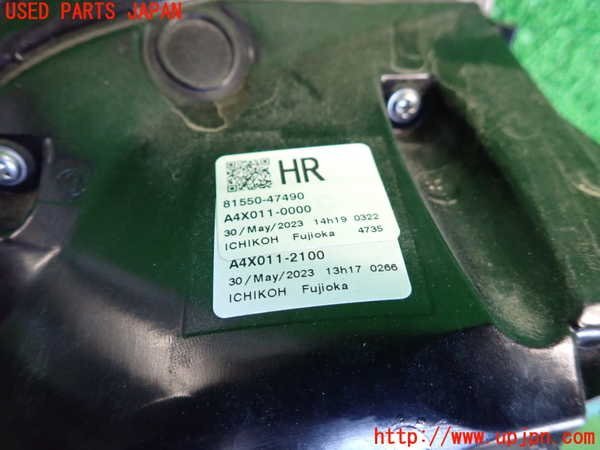 USED PARTS JAPAN
HR
81550-47490
A4X011-0000
30/May/2023 14h19 0322
ICHIKOH Fujioka 4735
A4X011-2100
30/May/2023 13h17 0266
ICHIKOH Fujioka
http://www.upjpn.com/